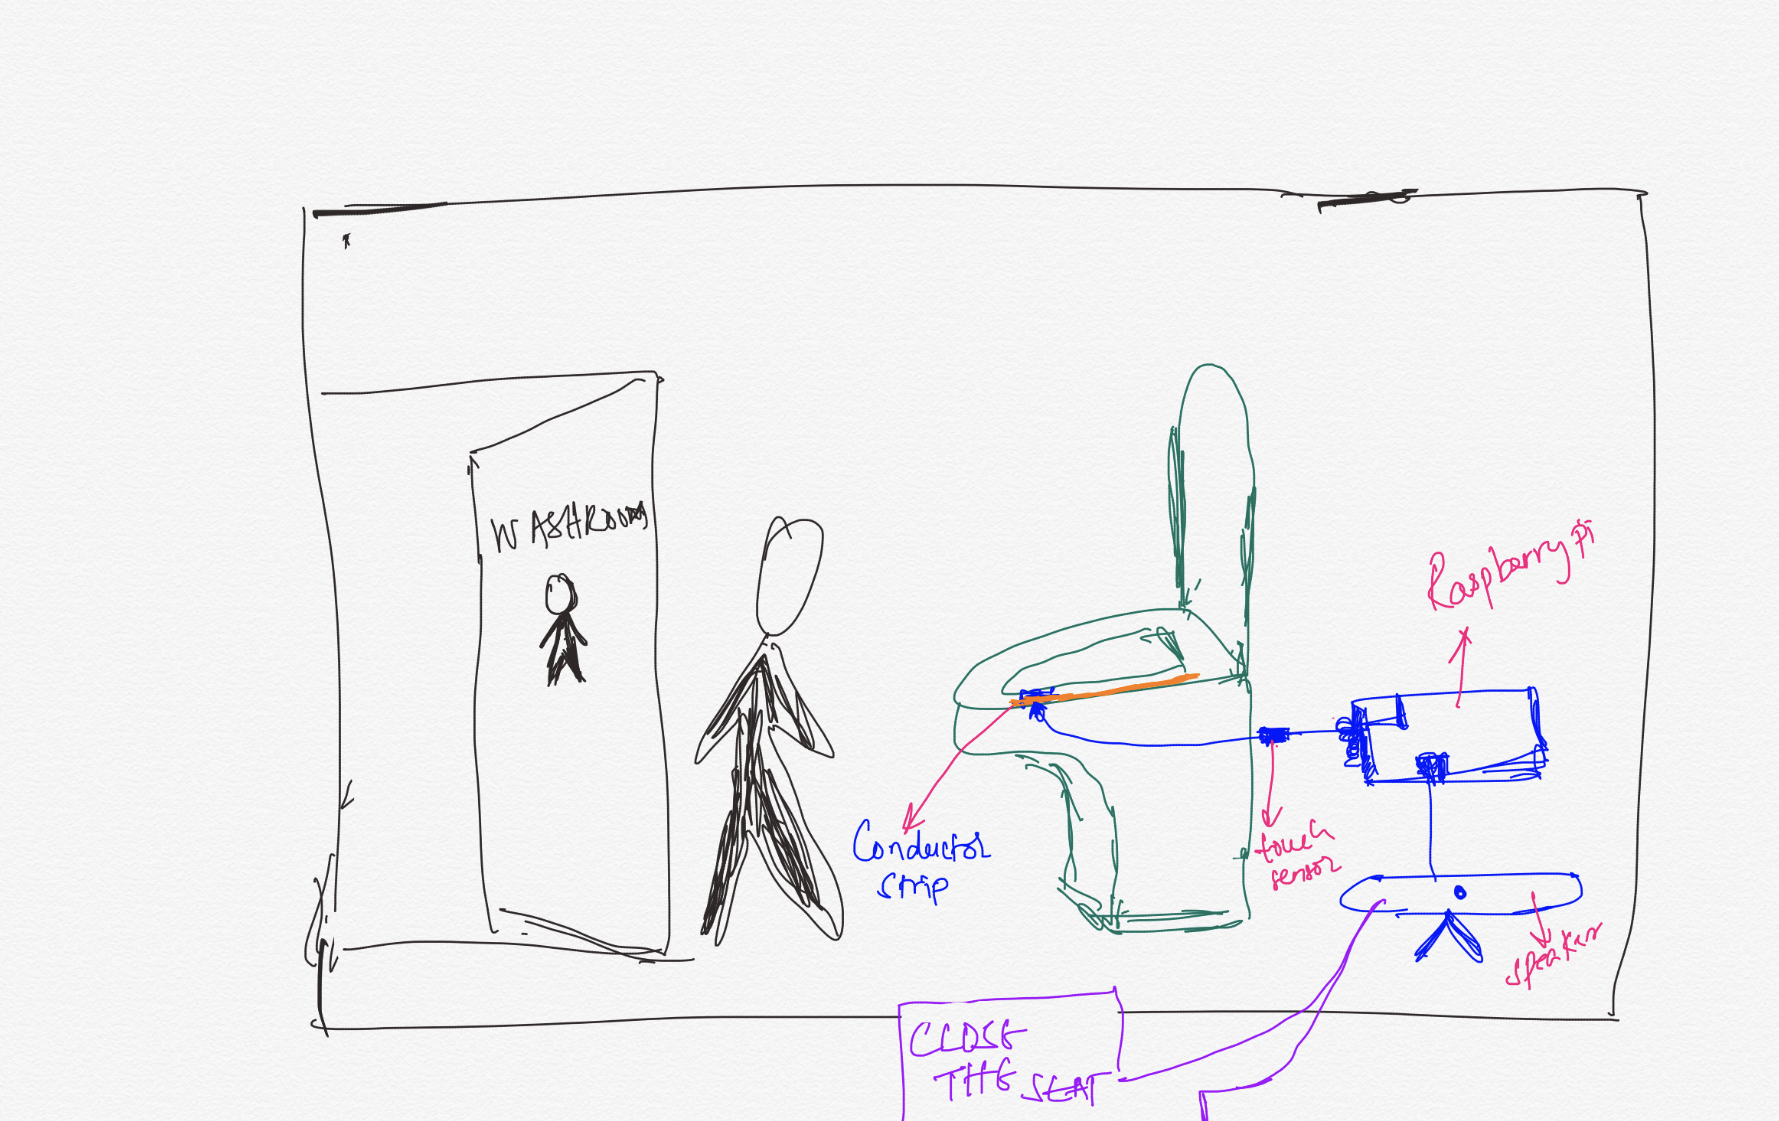 WASHROOM
Raspberry pi
Conductor
strip
touch
sensor
speaker
CLOSE
THE SEAT